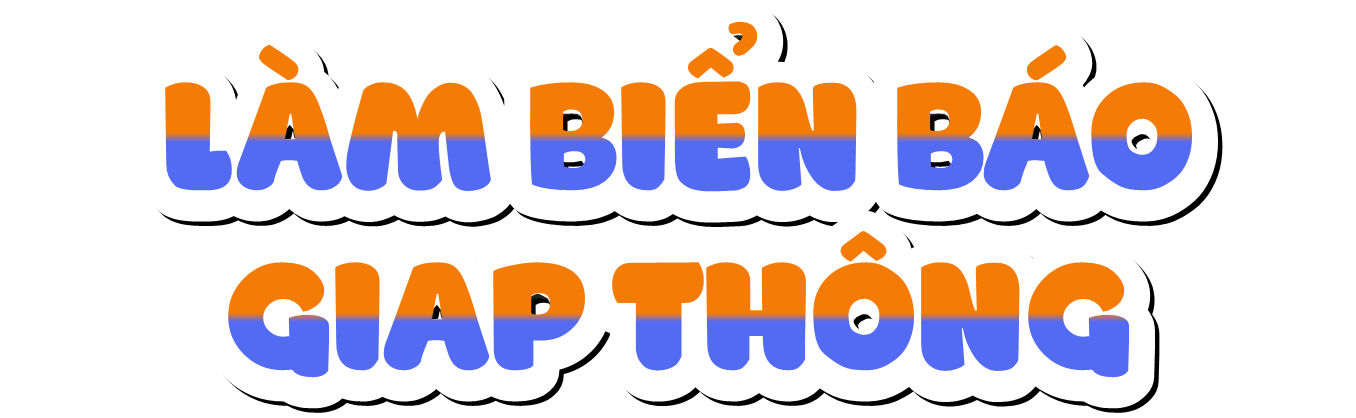 LÀM BIỂN BÁO
GIAP THÔNG